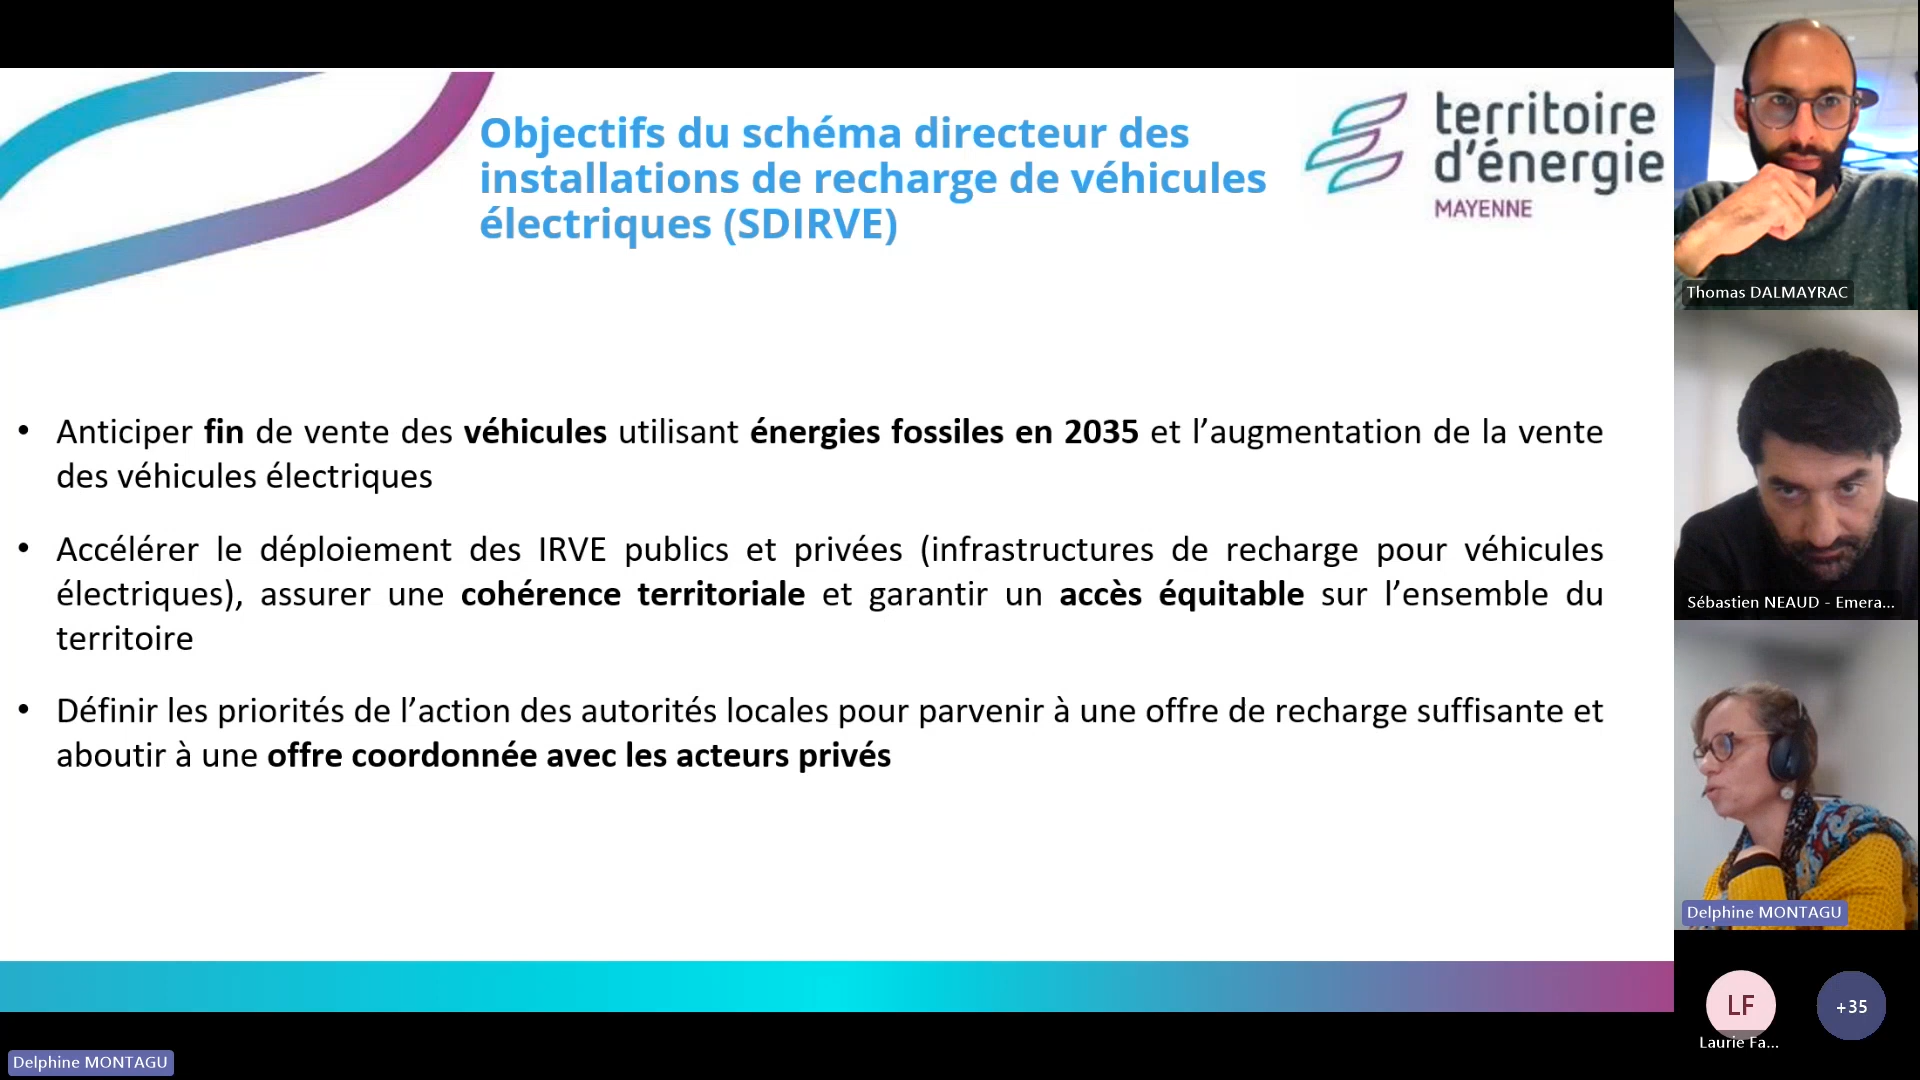 Objectifs du schéma directeur des
installations de recharge de véhicules
électriques (SDIRVE)
territoire
d'énergie
MAYENNE
• Anticiper fin de vente des véhicules utilisant énergies fossiles en 2035 et l’augmentation de la vente
des véhicules électriques
• Accélérer le déploiement des IRVE publics et privées (infrastructures de recharge pour véhicules
électriques), assurer une cohérence territoriale et garantir un accès équitable sur l’ensemble du
territoire
• Définir les priorités de l’action des autorités locales pour parvenir à une offre de recharge suffisante et
aboutir à une offre coordonnée avec les acteurs privés
Thomas DALMAYRAC
Sébastien NEAUD - Emera...
Delphine MONTAGU
LF
+35
Laurie Fa...
Delphine MONTAGU